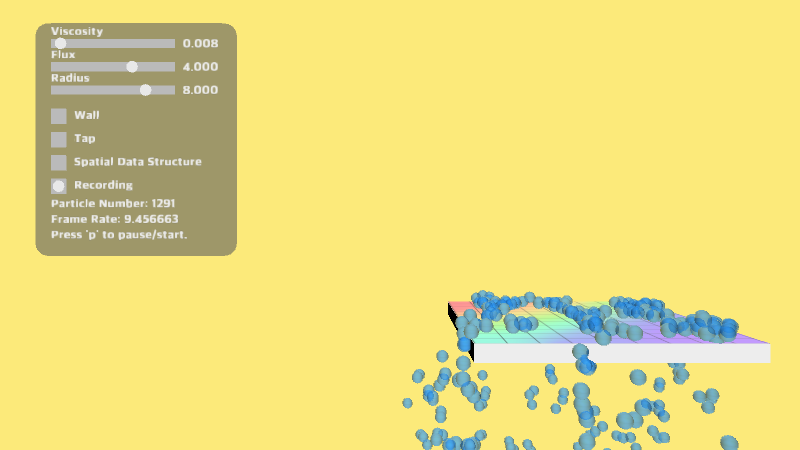 Viscosity
0.008
Flux
4.000
Radius
8.000
Wall
Tap
Spatial Data Structure
Recording
Particle Number: 1291
Frame Rate: 9.456663
Press 'p' to pause/start.